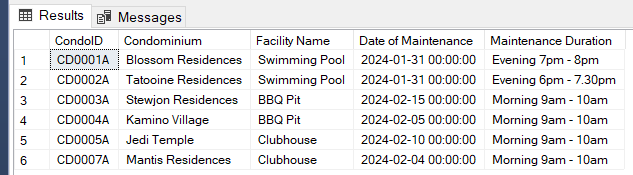 Results Messages
CondoID Condominium Facility Name Date of Maintenance Maintenance Duration
1 CD0001A Blossom Residences Swimming Pool 2024-01-31 00:00:00 Evening 7pm - 8pm
2 CD0002A Tatooine Residences Swimming Pool 2024-01-31 00:00:00 Evening 6pm - 7.30pm
3 CD0003A Stewjon Residences BBQ Pit 2024-02-15 00:00:00 Morning 9am - 10am
4 CD0004A Kamino Village BBQ Pit 2024-02-05 00:00:00 Morning 9am - 10am
5 CD0005A Jedi Temple Clubhouse 2024-02-10 00:00:00 Morning 9am - 10am
6 CD0007A Mantis Residences Clubhouse 2024-02-04 00:00:00 Morning 9am - 10am